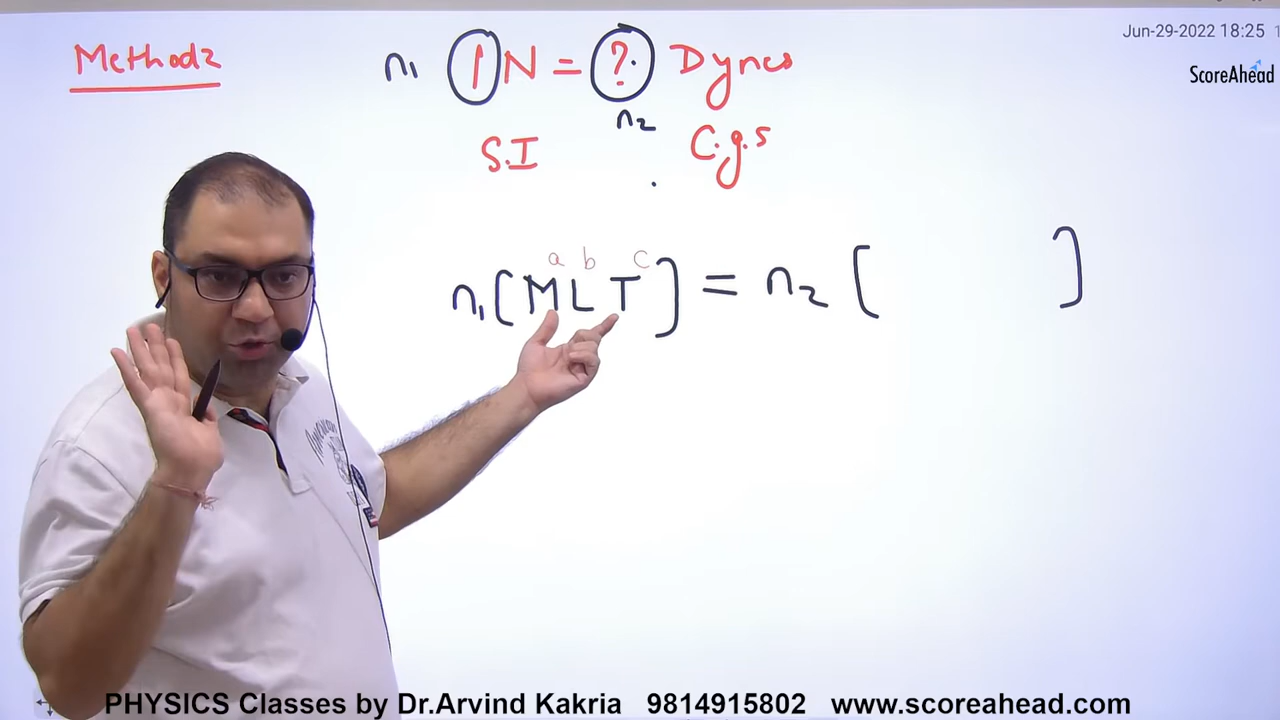 Jun-29-2022 18:25
ScoreAhead
Method2
n1 1 N = ? Dynes
n2
S.I C.g.s
n1 [ M^a L^b T^c ] = n2 [ ]
PHYSICS Classes by Dr.Arvind Kakria 9814915802 www.scoreahead.com